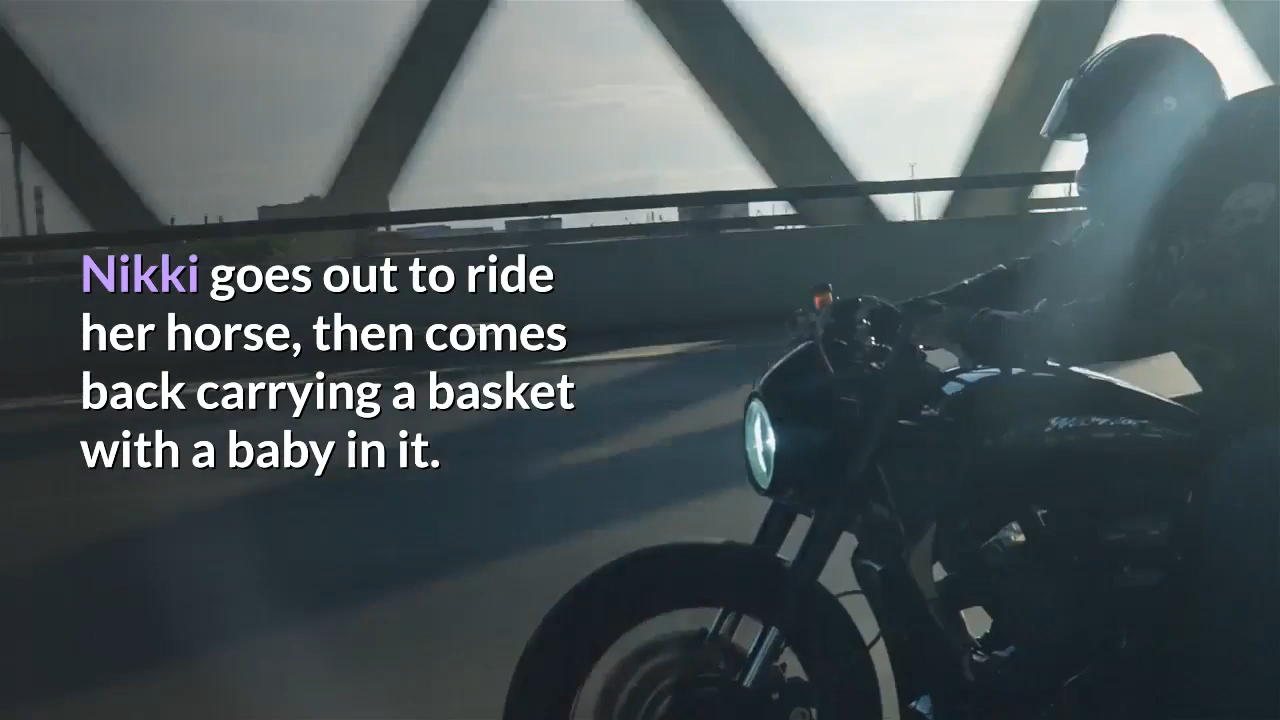 Nikki goes out to ride
her horse, then comes
back carrying a basket
with a baby in it.